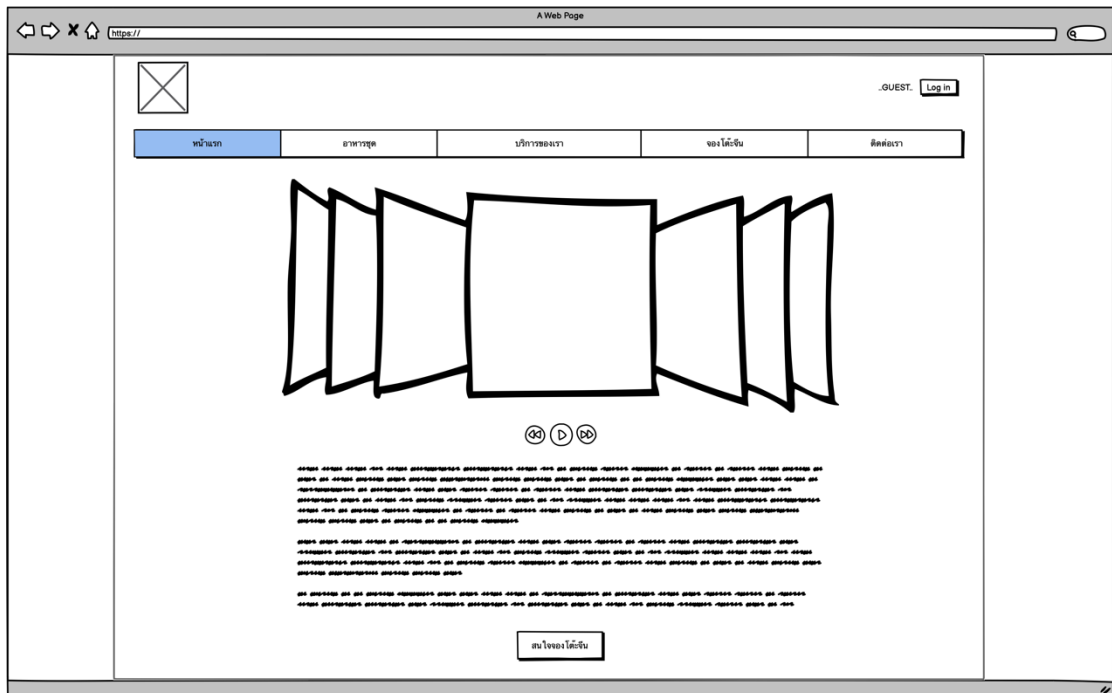 A Web Page
https://
..GUEST..
Log in
หน้าแรก
อาหารชุด
บริการของเรา
จองโต๊ะจีน
ติดต่อเรา
สนใจจองโต๊ะจีน